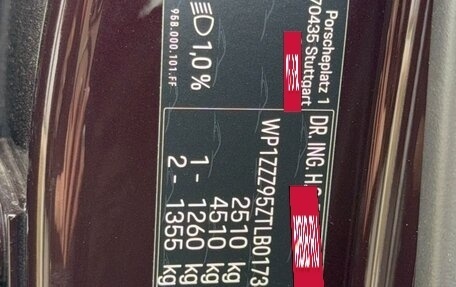 Porscheplatz 1
70435 Stuttgart
1,0%
95B.000.101.FF
DR. ING.H.
WP1ZZZ95ZTLB0173
2510 kg
4510 kg
1 - 1260 kg
2 - 1355 kg